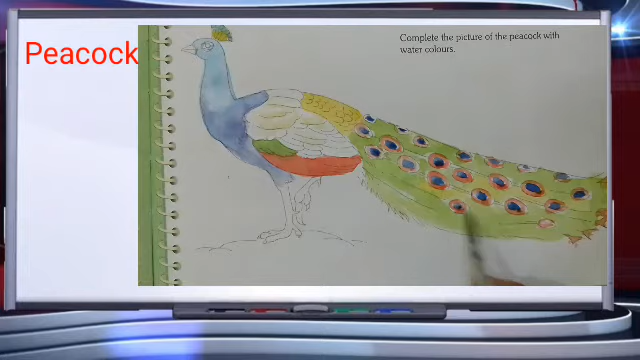 Peacock
Complete the picture of the peacock with
water colours.